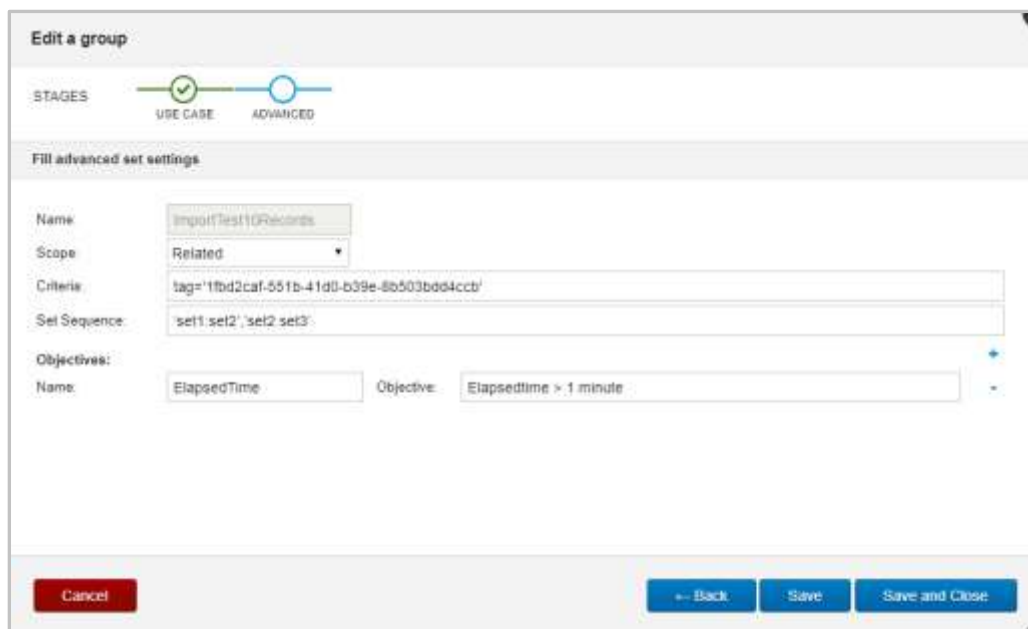 Edit a group
STAGES
USE CASE ADVANCED
Fill advanced set settings
Name: ImportTest10Records
Scope: Related
Criteria: tag='1fbd2caf-551b-41d0-b39e-8b503bdd4ccb'
Set Sequence: 'set1:set2','set2:set3'
Objectives: +
Name: ElapsedTime Objective: Elapsedtime > 1 minute -
Cancel ← Back Save Save and Close